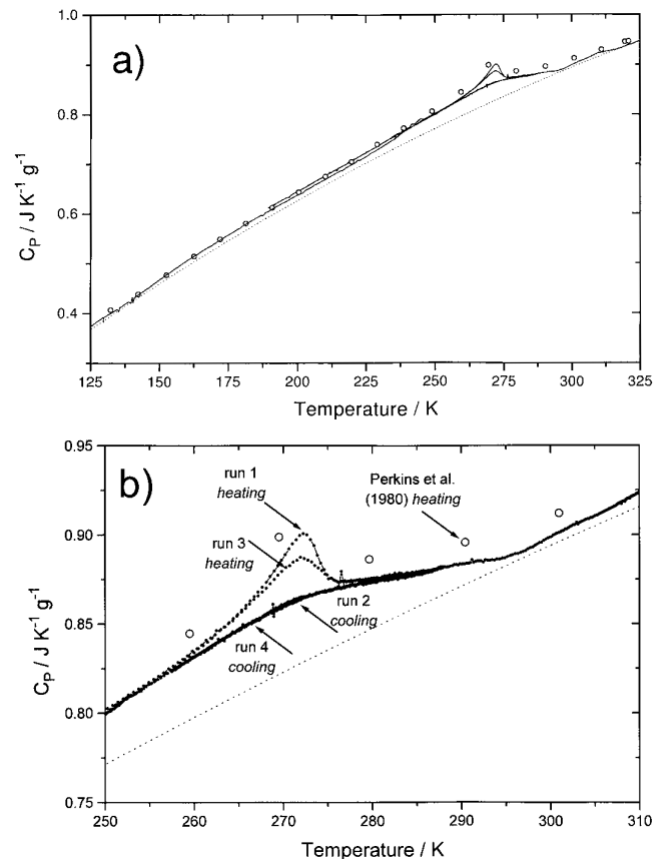 a)
1.0
0.8
0.6
0.4
C_P / J K⁻¹ g⁻¹
125 150 175 200 225 250 275 300 325
Temperature / K
b)
0.95
0.90
0.85
0.80
0.75
C_P / J K⁻¹ g⁻¹
run 1
heating
Perkins et al.
(1980) heating
run 3
heating
run 2
cooling
run 4
cooling
250 260 270 280 290 300 310
Temperature / K